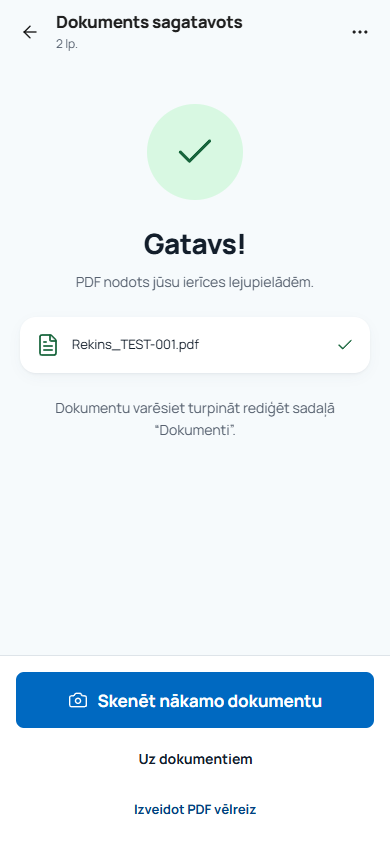 Dokuments sagatavots
2 lp.
Gatavs!
PDF nodots jūsu ierīces lejupielādēm.
Rekins_TEST-001.pdf
Dokumentu varēsiet turpināt rediģēt sadaļā
“Dokumenti”.
Skenēt nākamo dokumentu
Uz dokumentiem
Izveidot PDF vēlreiz